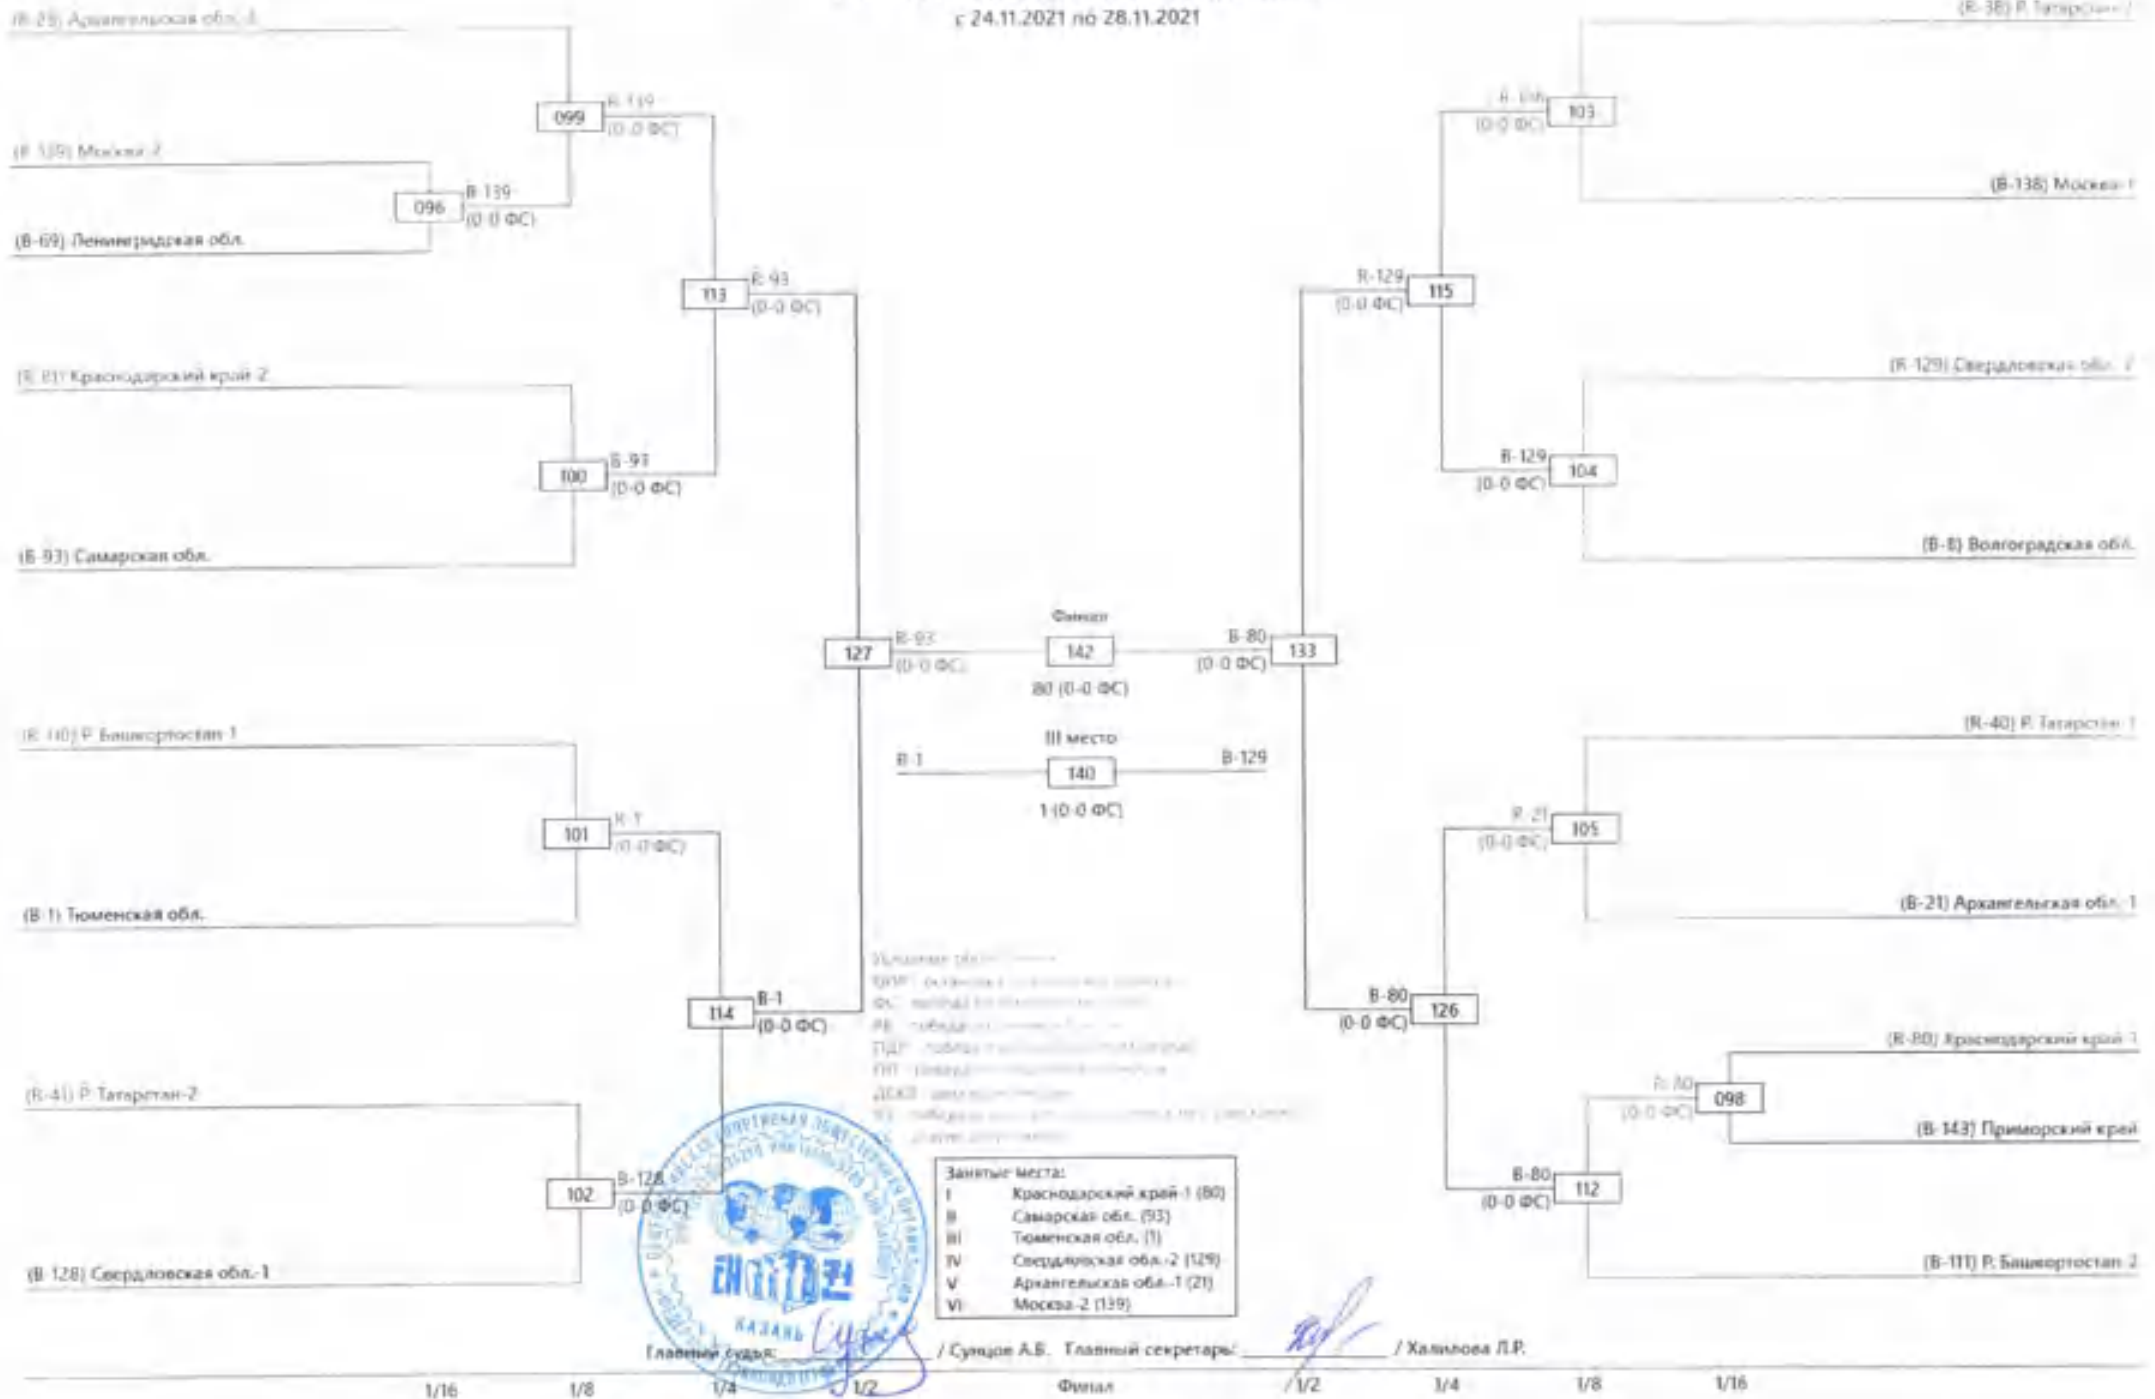 с 24.11.2021 по 28.11.2021
Архангельская обл.
099
(0-0 ФС)
Москва-2
096
B-139
(0-0 ФС)
(B-69) Ленинградская обл.
113
R-93
(0-0 ФС)
Краснодарский край-2
100
B-93
(0-0 ФС)
(B-93) Самарская обл.
127
R-93
(0-0 ФС)
(R-110) Р. Башкортостан-1
101
R-1
(0-0 ФС)
(B-1) Тюменская обл.
114
B-1
(0-0 ФС)
(R-41) Р. Татарстан-2
102
B-128
(0-0 ФС)
(B-128) Свердловская обл.-1
Финал
142
80 (0-0 ФС)
III место
B-1
140
B-129
1 (0-0 ФС)
(R-38) Р. Татарстан
103
(0-0 ФС)
(B-138) Москва-1
R-129
115
(0-0 ФС)
(R-129) Свердловская обл.-2
B-129
104
(0-0 ФС)
(B-8) Волгоградская обл.
B-80
133
(0-0 ФС)
(R-40) Р. Татарстан-1
R-21
105
(0-0 ФС)
(B-21) Архангельская обл.-1
B-80
126
(0-0 ФС)
(R-80) Краснодарский край-1
R-80
098
(0-0 ФС)
(B-143) Приморский край
B-80
112
(0-0 ФС)
(B-111) Р. Башкортостан-2
Занятые места:
I Краснодарский край-1 (80)
II Самарская обл. (93)
III Тюменская обл. (1)
IV Свердловская обл.-2 (129)
V Архангельская обл.-1 (21)
VI Москва-2 (139)
КАЗАНЬ
Главный судья: / Сунцов А.В. Главный секретарь: / Халилова Л.Р.
1/16 1/8 1/4 1/2 Финал 1/2 1/4 1/8 1/16